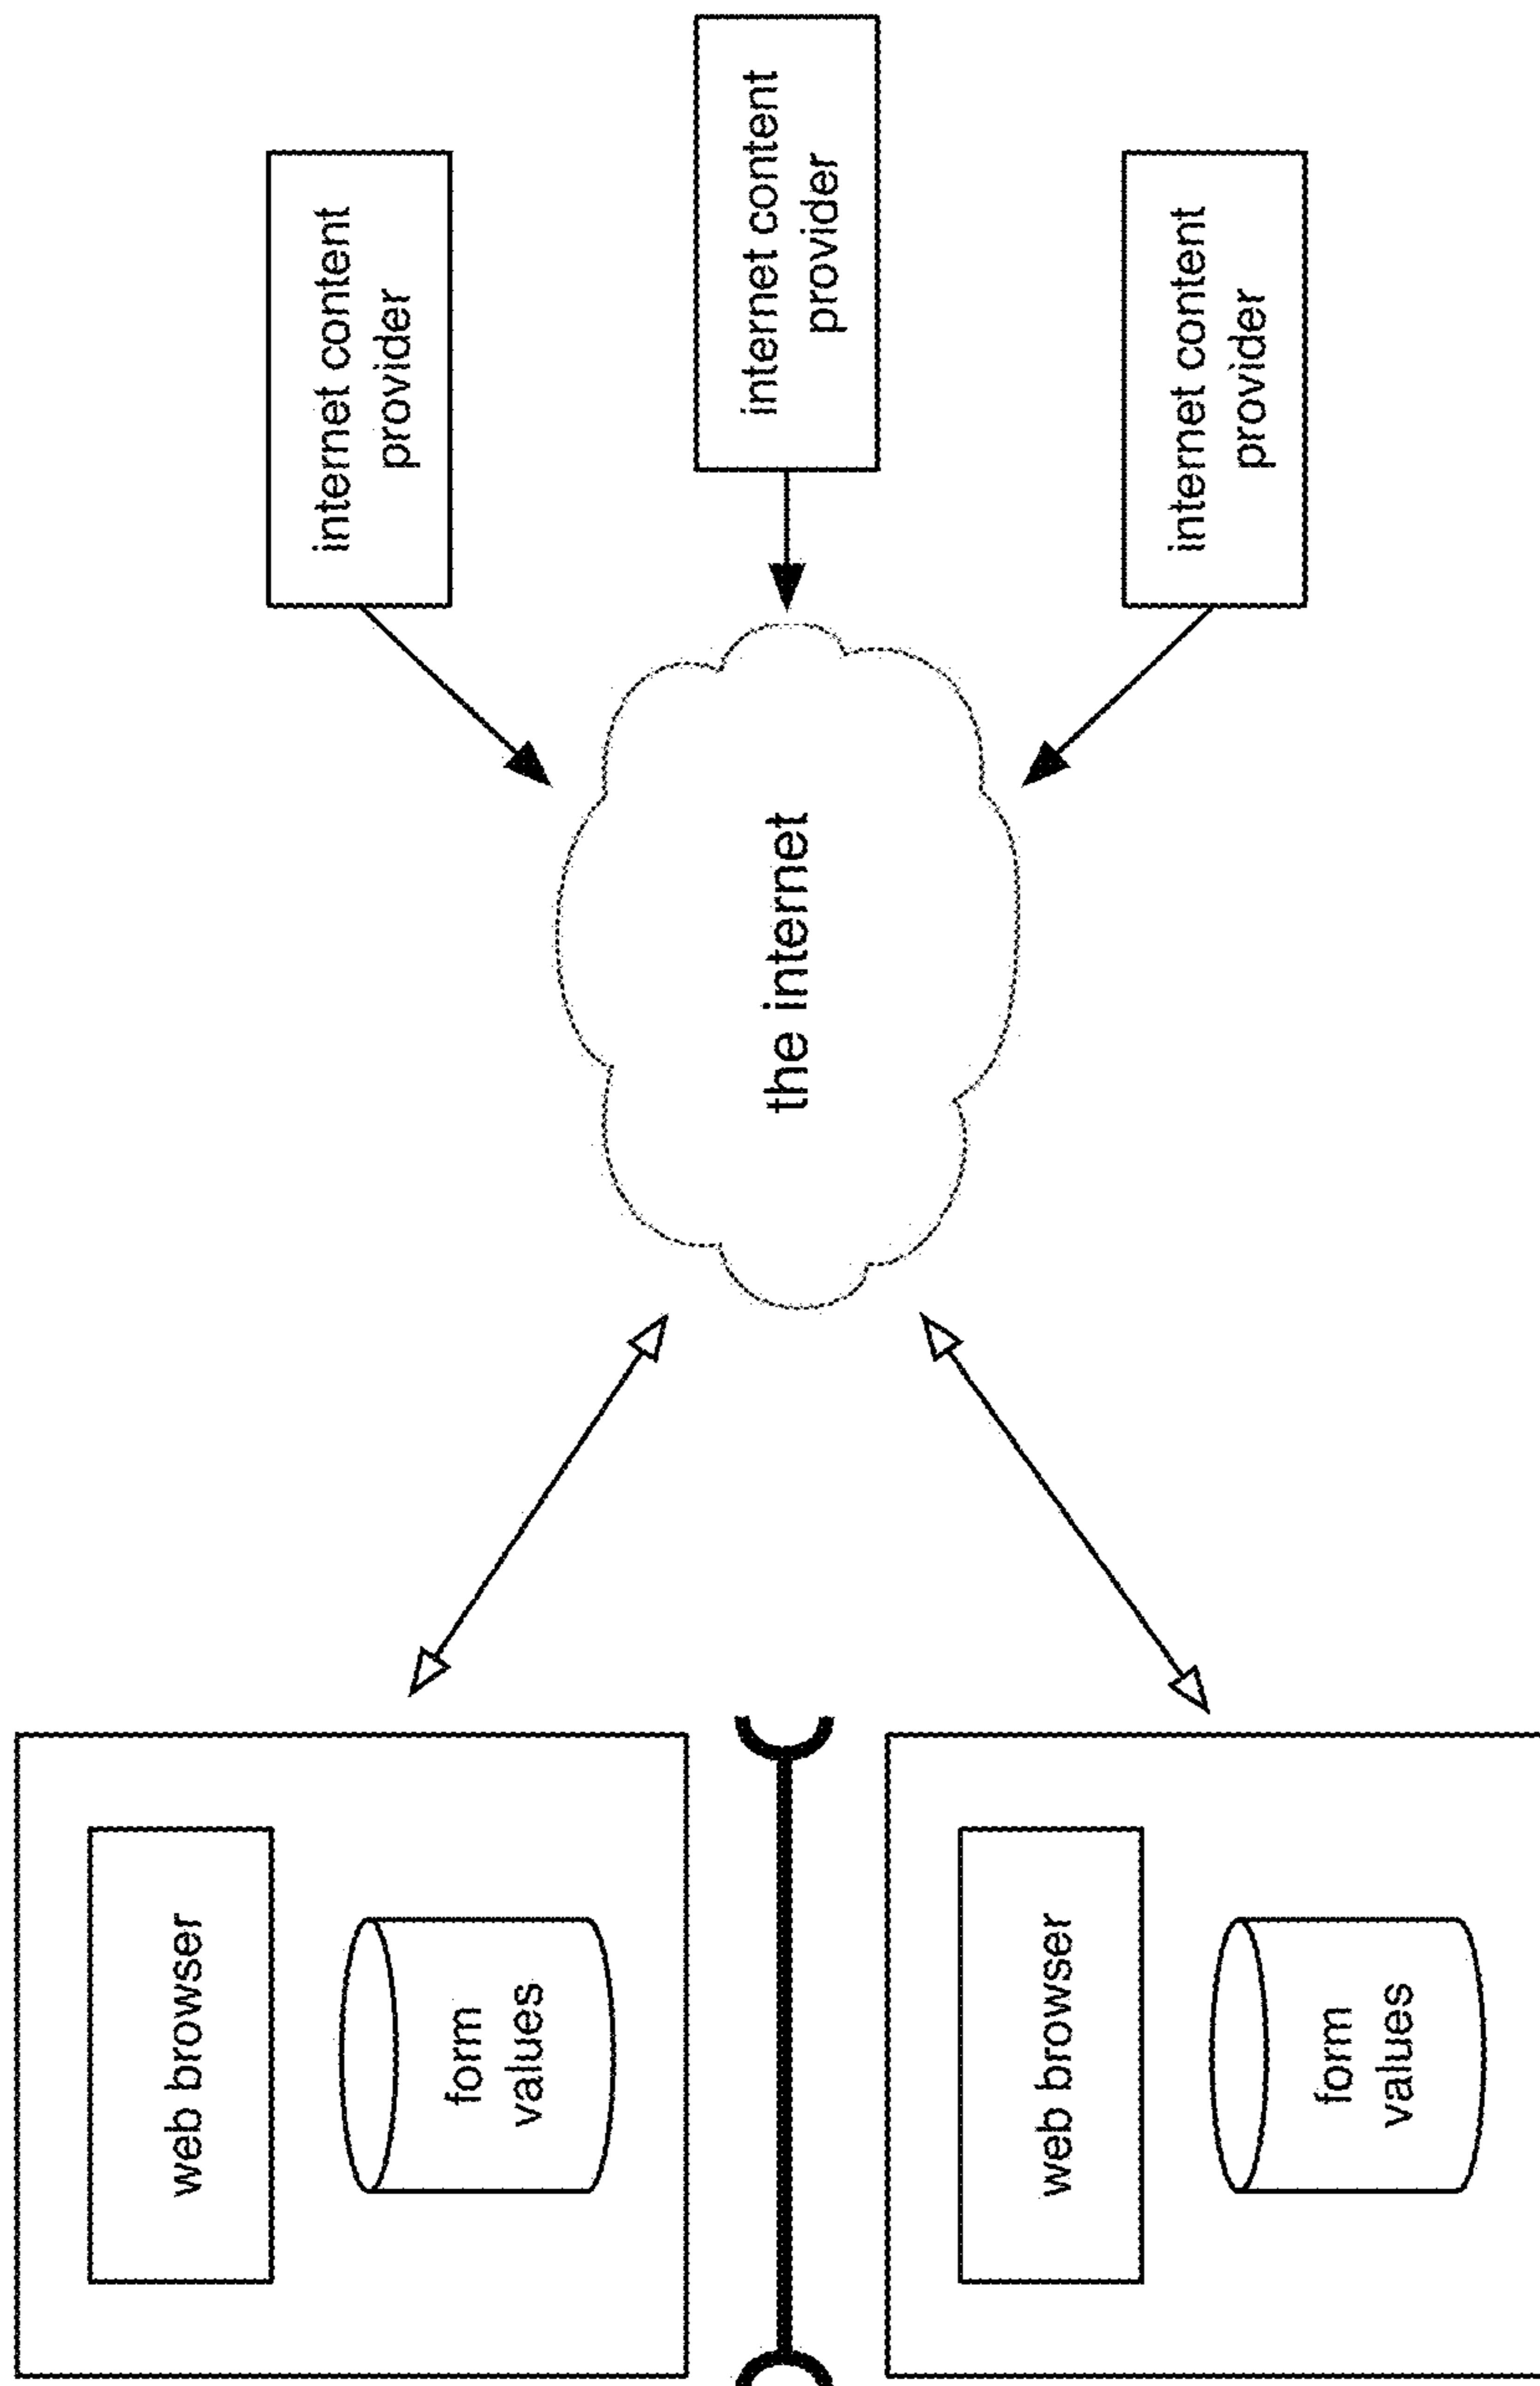 web browser
form
values
web browser
form
values
the internet
internet content
provider
internet content
provider
internet content
provider